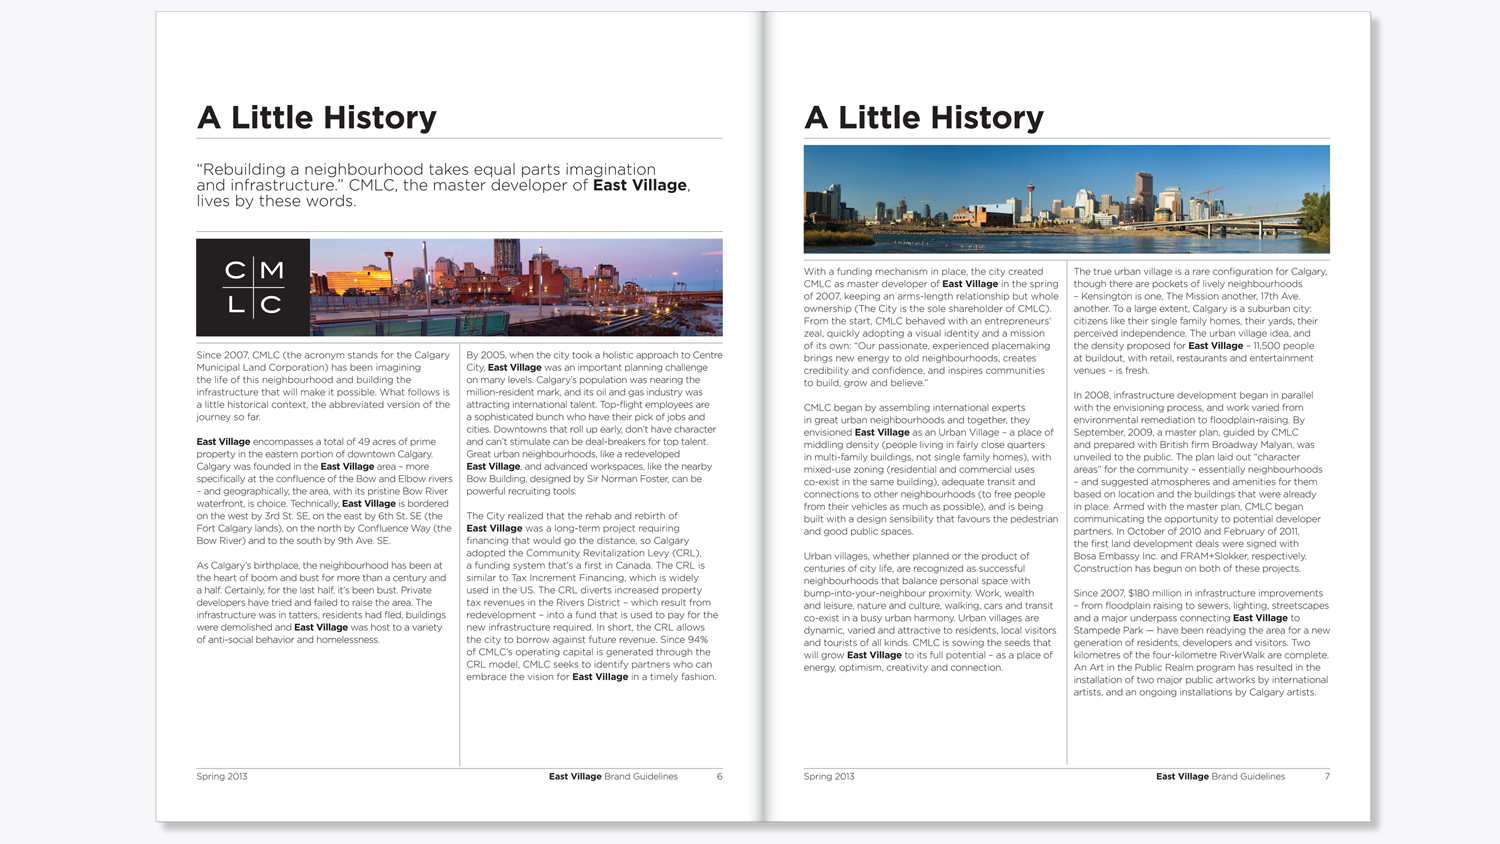 A Little History
“Rebuilding a neighbourhood takes equal parts imagination
and infrastructure.” CMLC, the master developer of East Village,
lives by these words.
C M
L C
Since 2007, CMLC (the acronym stands for the Calgary
Municipal Land Corporation) has been imagining
the life of this neighbourhood and building the
infrastructure that will make it possible. What follows is
a little historical context, the abbreviated version of the
journey so far.
East Village encompasses a total of 49 acres of prime
property in the eastern portion of downtown Calgary.
Calgary was founded in the East Village area – more
specifically at the confluence of the Bow and Elbow rivers
– and geographically, the area, with its pristine Bow River
waterfront, is choice. Technically, East Village is bordered
on the west by 3rd St. SE, on the east by 6th St. SE (the
Fort Calgary lands), on the north by Confluence Way (the
Bow River) and to the south by 9th Ave. SE.
As Calgary’s birthplace, the neighbourhood has been at
the heart of boom and bust for more than a century and
a half. Certainly, for the last half, it’s been bust. Private
developers have tried and failed to raise the area. The
infrastructure was in tatters, residents had fled, buildings
were demolished and East Village was host to a variety
of anti-social behavior and homelessness.
By 2005, when the city took a holistic approach to Centre
City, East Village was an important planning challenge
on many levels. Calgary’s population was nearing the
million-resident mark, and its oil and gas industry was
attracting international talent. Top-flight employees are
a sophisticated bunch who have their pick of jobs and
cities. Downtowns that roll up early, don’t have character
and can’t stimulate can be deal-breakers for top talent.
Great urban neighbourhoods, like a redeveloped
East Village, and advanced workspaces, like the nearby
Bow Building, designed by Sir Norman Foster, can be
powerful recruiting tools.
The City realized that the rehab and rebirth of
East Village was a long-term project requiring
financing that would go the distance, so Calgary
adopted the Community Revitalization Levy (CRL),
a funding system that’s a first in Canada. The CRL is
similar to Tax Increment Financing, which is widely
used in the US. The CRL diverts increased property
tax revenues in the Rivers District – which result from
redevelopment – into a fund that is used to pay for the
new infrastructure required. In short, the CRL allows
the city to borrow against future revenue. Since 94%
of CMLC’s operating capital is generated through the
CRL model, CMLC seeks to identify partners who can
embrace the vision for East Village in a timely fashion.
Spring 2013
East Village Brand Guidelines 6
A Little History
With a funding mechanism in place, the city created
CMLC as master developer of East Village in the spring
of 2007, keeping an arms-length relationship but whole
ownership (The City is the sole shareholder of CMLC).
From the start, CMLC behaved with an entrepreneurs’
zeal, quickly adopting a visual identity and a mission
of its own: “Our passionate, experienced placemaking
brings new energy to old neighbourhoods, creates
credibility and confidence, and inspires communities
to build, grow and believe.”
CMLC began by assembling international experts
in great urban neighbourhoods and together, they
envisioned East Village as an Urban Village – a place of
middling density (people living in fairly close quarters
in multi-family buildings, not single family homes), with
mixed-use zoning (residential and commercial uses
co-exist in the same building), adequate transit and
connections to other neighbourhoods (to free people
from their vehicles as much as possible), and is being
built with a design sensibility that favours the pedestrian
and good public spaces.
Urban villages, whether planned or the product of
centuries of city life, are recognized as successful
neighbourhoods that balance personal space with
bump-into-your-neighbour proximity. Work, wealth
and leisure, nature and culture, walking, cars and transit
co-exist in a busy urban harmony. Urban villages are
dynamic, varied and attractive to residents, local visitors
and tourists of all kinds. CMLC is sowing the seeds that
will grow East Village to its full potential – as a place of
energy, optimism, creativity and connection.
The true urban village is a rare configuration for Calgary,
though there are pockets of lively neighbourhoods
– Kensington is one, The Mission another, 17th Ave.
another. To a large extent, Calgary is a suburban city:
citizens like their single family homes, their yards, their
perceived independence. The urban village idea, and
the density proposed for East Village – 11,500 people
at buildout, with retail, restaurants and entertainment
venues – is fresh.
In 2008, infrastructure development began in parallel
with the envisioning process, and work varied from
environmental remediation to floodplain-raising. By
September, 2009, a master plan, guided by CMLC
and prepared with British firm Broadway Malyan, was
unveiled to the public. The plan laid out “character
areas” for the community – essentially neighbourhoods
– and suggested atmospheres and amenities for them
based on location and the buildings that were already
in place. Armed with the master plan, CMLC began
communicating the opportunity to potential developer
partners. In October of 2010 and February of 2011,
the first land development deals were signed with
Bosa Embassy Inc. and FRAM+Slokker, respectively.
Construction has begun on both of these projects.
Since 2007, $180 million in infrastructure improvements
– from floodplain raising to sewers, lighting, streetscapes
and a major underpass connecting East Village to
Stampede Park — have been readying the area for a new
generation of residents, developers and visitors. Two
kilometres of the four-kilometre RiverWalk are complete.
An Art in the Public Realm program has resulted in the
installation of two major public artworks by international
artists, and an ongoing installations by Calgary artists.
Spring 2013
East Village Brand Guidelines 7